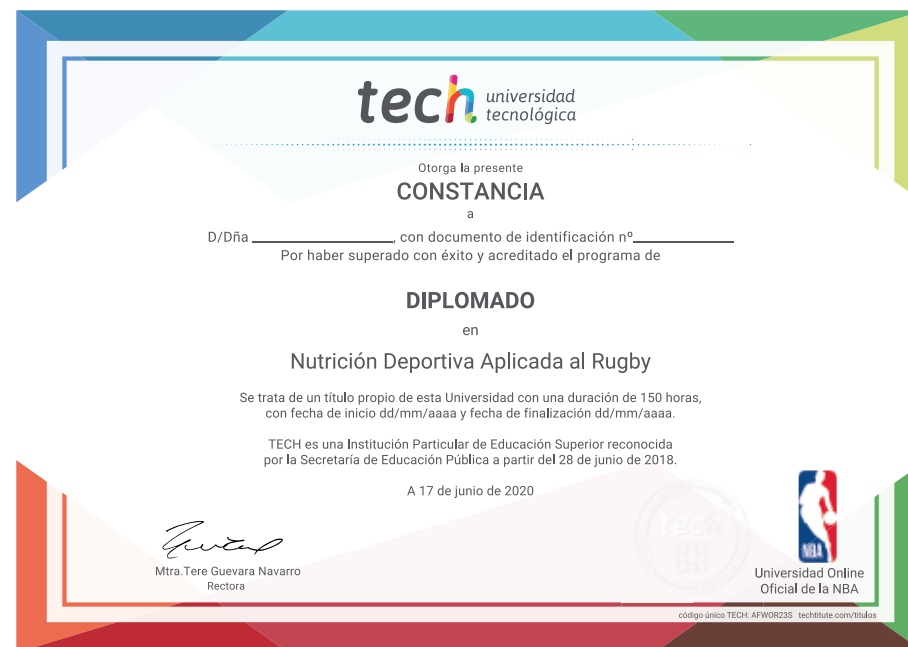 tech universidad
tecnológica
Otorga la presente
CONSTANCIA
a
D/Dña ____________________, con documento de identificación nº______________
Por haber superado con éxito y acreditado el programa de
DIPLOMADO
en
Nutrición Deportiva Aplicada al Rugby
Se trata de un título propio de esta Universidad con una duración de 150 horas,
con fecha de inicio dd/mm/aaaa y fecha de finalización dd/mm/aaaa.
TECH es una Institución Particular de Educación Superior reconocida
por la Secretaría de Educación Pública a partir del 28 de junio de 2018.
A 17 de junio de 2020
tech
Mtra.Tere Guevara Navarro
Rectora
NBA
Universidad Online
Oficial de la NBA
código único TECH: AFWOR23S techtitute.com/titulos